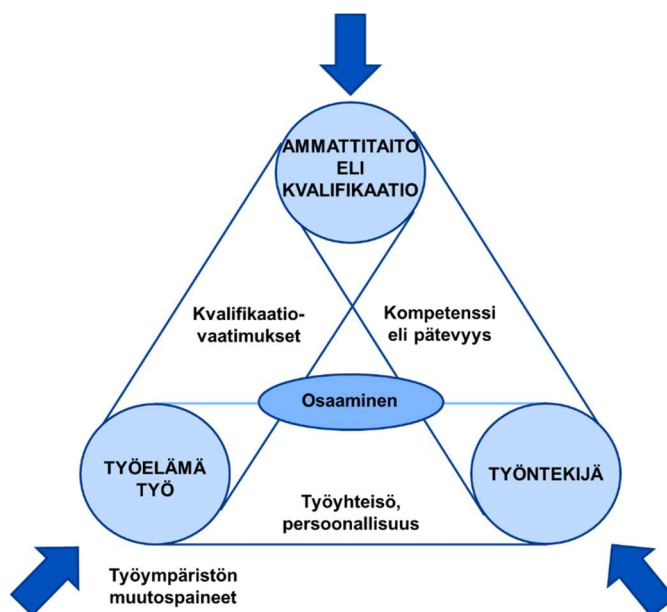 AMMATTITAITO
ELI
KVALIFIKAATIO
Kvalifikaatio-
vaatimukset
Kompetenssi
eli pätevyys
Osaaminen
TYÖELÄMÄ
TYÖ
TYÖNTEKIJÄ
Työyhteisö,
persoonallisuus
Työympäristön
muutospaineet